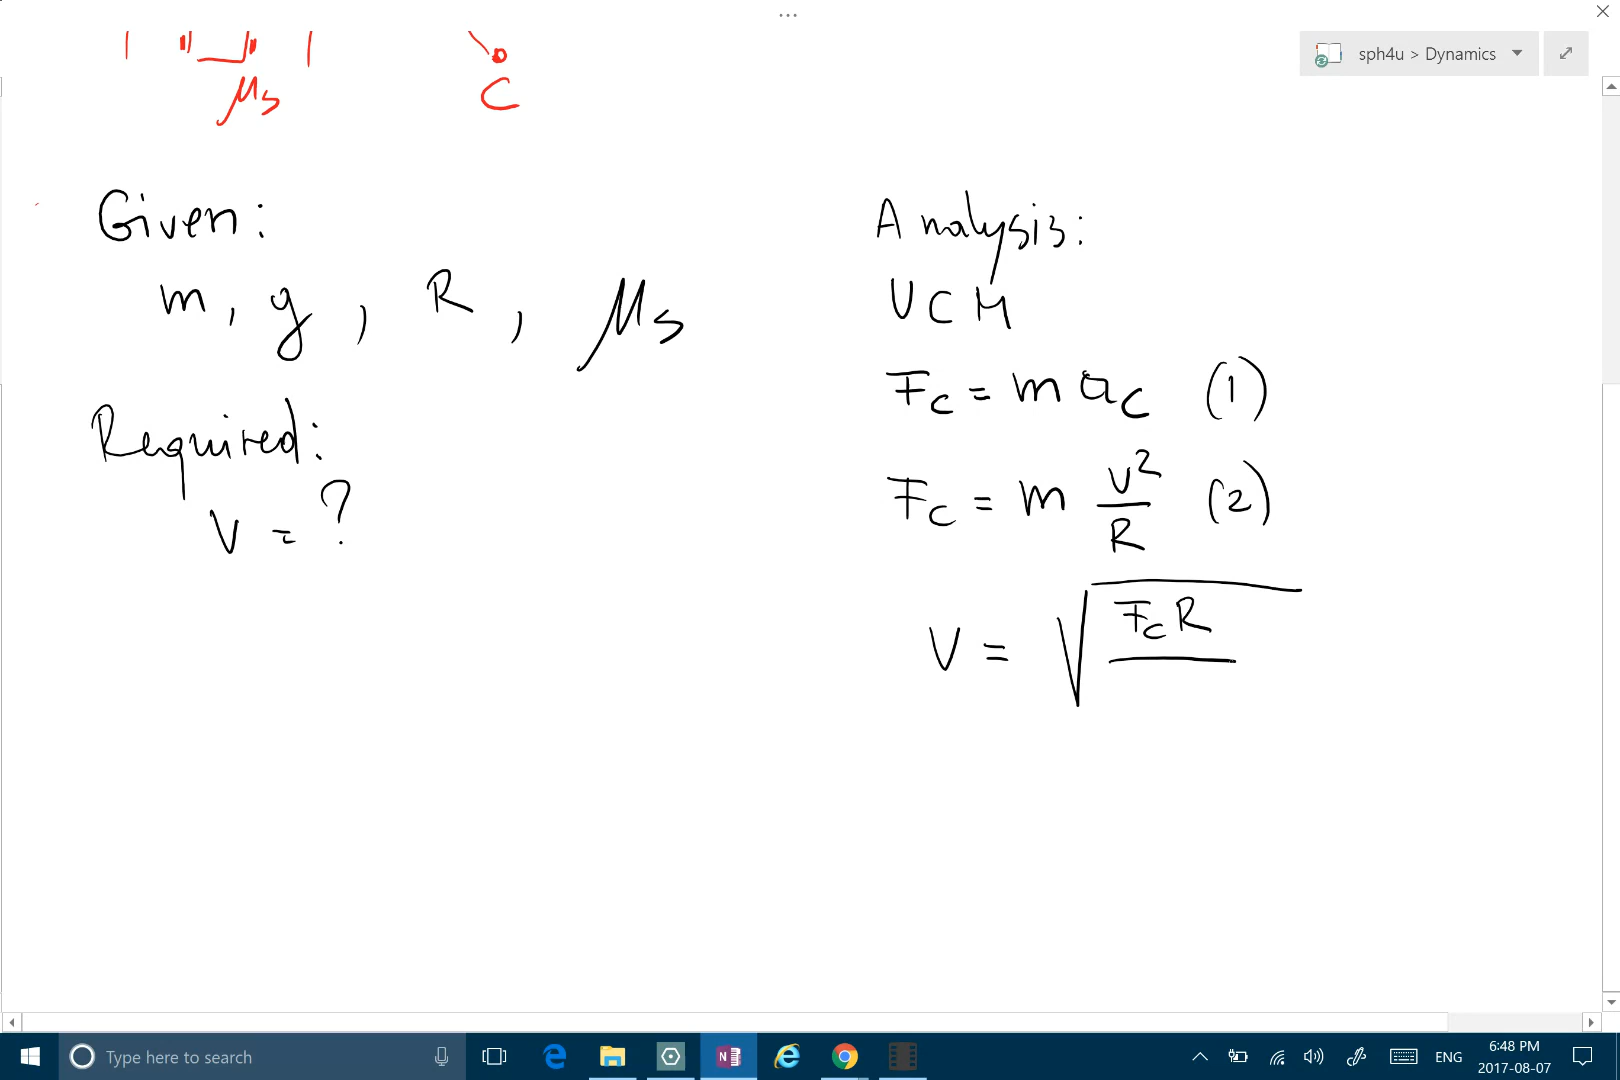 sph4u > Dynamics
μs
C
Given:
m, g, R, μs
Required:
v = ?
Analysis:
UCM
Fc = m ac (1)
Fc = m v²/R (2)
v = √FcR
Type here to search
ENG
6:48 PM
2017-08-07